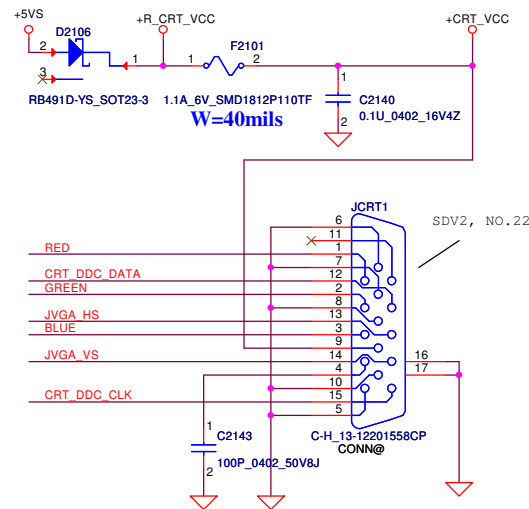 +5VS
+R_CRT_VCC
+CRT_VCC
D2106
F2101
2
1
1
2
3
1
C2140
RB491D-YS_SOT23-3
1.1A_6V_SMD1812P110TF
0.1U_0402_16V4Z
W=40mils
2
JCRT1
SDV2, NO.22
6
11
RED
1
7
CRT_DDC_DATA
12
GREEN
2
8
JVGA_HS
13
BLUE
3
9
JVGA_VS
14
16
4
17
10
CRT_DDC_CLK
15
5
1
C2143
C-H_13-12201558CP
CONN@
100P_0402_50V8J
2